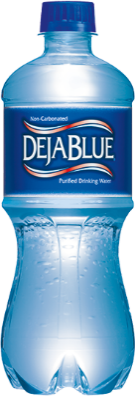 Non-Carbonated
DEJABLUE
Purified Drinking Water